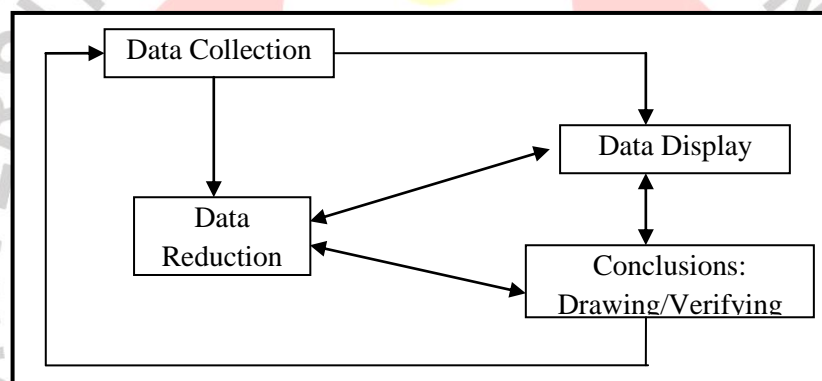 Data Collection
Data Display
Data
Reduction
Conclusions:
Drawing/Verifying